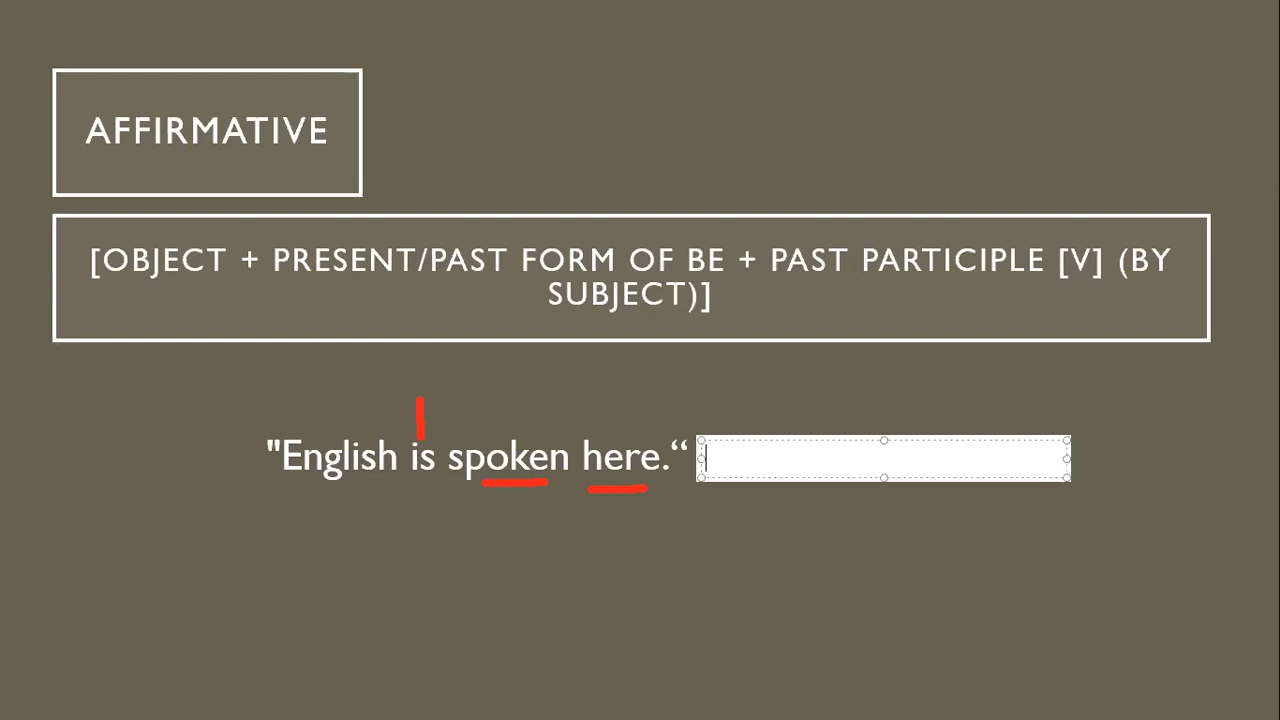 AFFIRMATIVE
[OBJECT + PRESENT/PAST FORM OF BE + PAST PARTICIPLE [V] (BY
SUBJECT)]
"English is spoken here.“